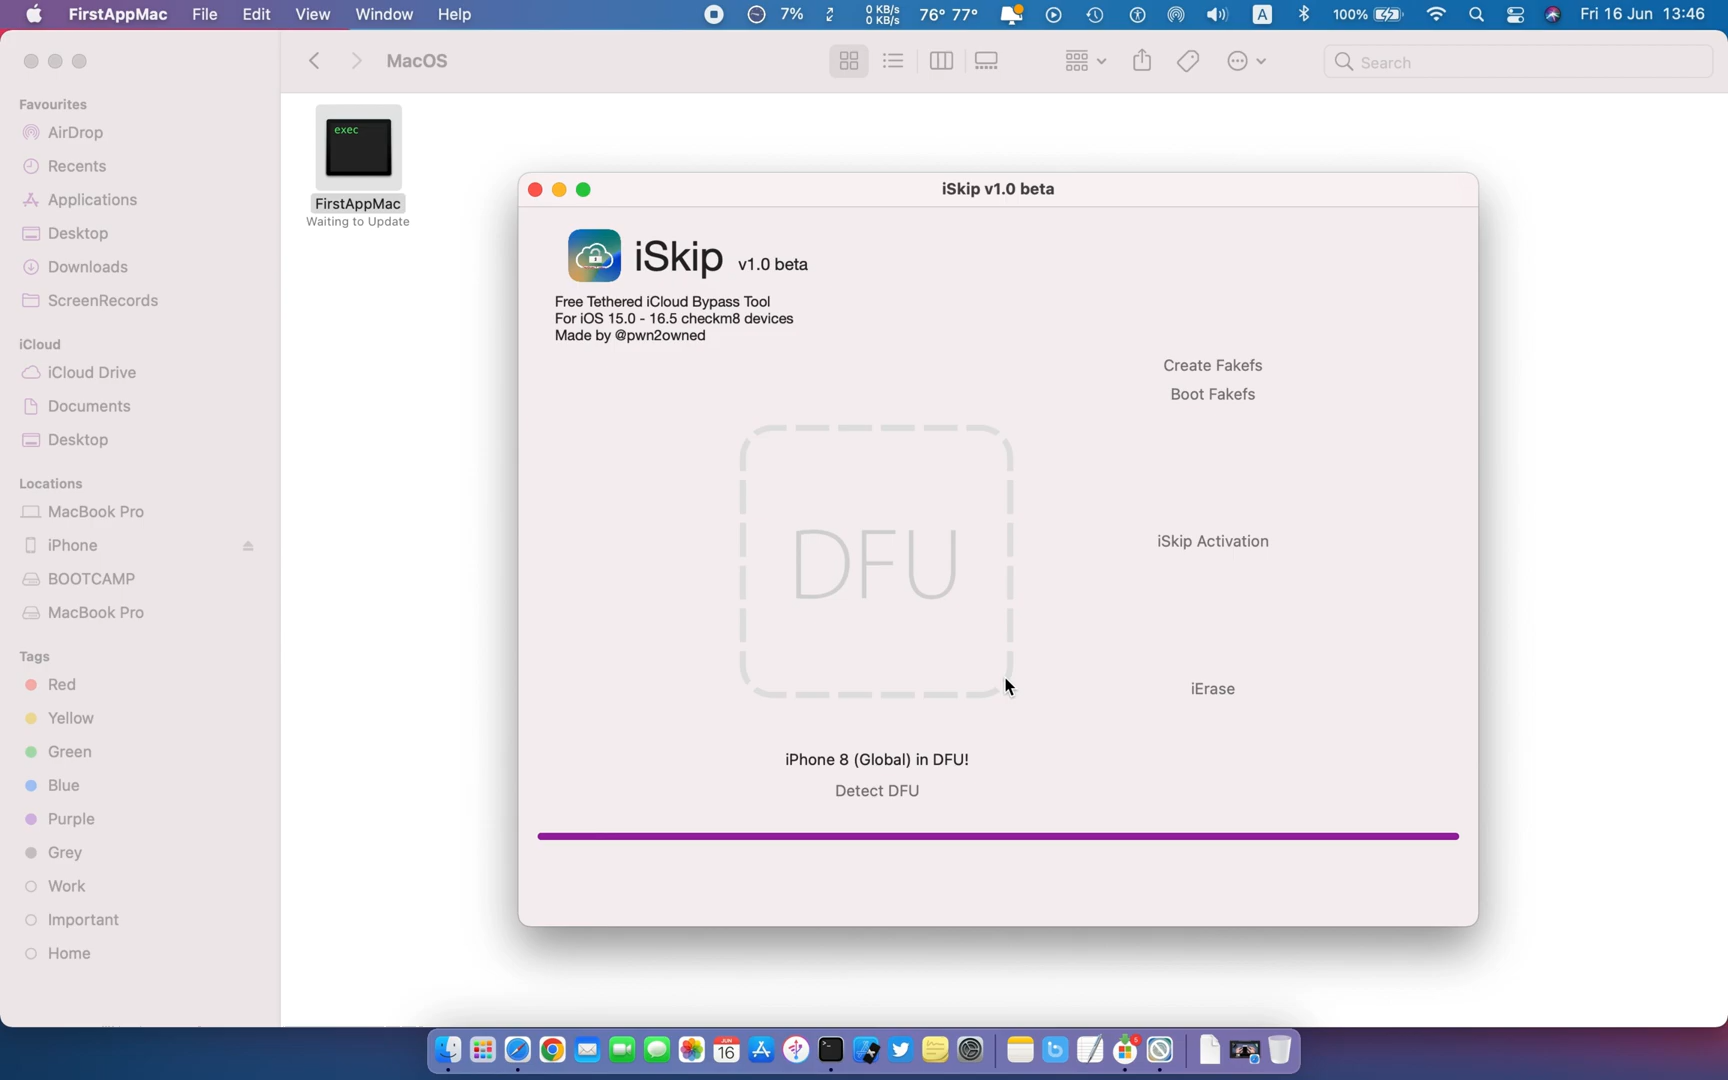 FirstAppMac File Edit View Window Help 7% 0 KB/s 0 KB/s 76° 77° A 100% Fri 16 Jun 13:46
MacOS
Search
Favourites
AirDrop
Recents
Applications
Desktop
Downloads
ScreenRecords
iCloud
iCloud Drive
Documents
Desktop
Locations
MacBook Pro
iPhone
BOOTCAMP
MacBook Pro
Tags
Red
Yellow
Green
Blue
Purple
Grey
Work
Important
Home
exec
FirstAppMac
Waiting to Update
iSkip v1.0 beta
iSkip v1.0 beta
Free Tethered iCloud Bypass Tool
For iOS 15.0 - 16.5 checkm8 devices
Made by @pwn2owned
Create Fakefs
Boot Fakefs
DFU
iSkip Activation
iErase
iPhone 8 (Global) in DFU!
Detect DFU
JUN
16
5